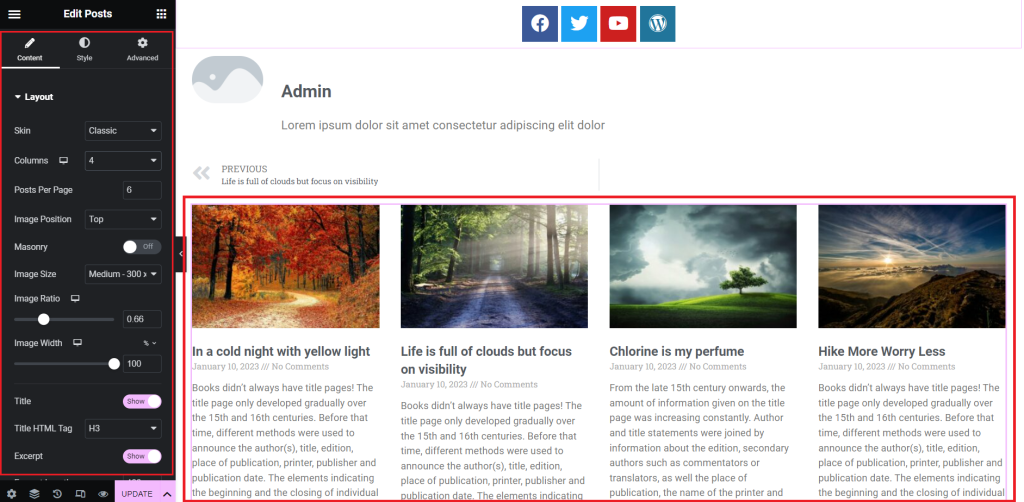 Edit Posts
Content
Style
Advanced
Layout
Skin
Classic
Columns
4
Posts Per Page
6
Image Position
Top
Masonry
Off
Image Size
Medium - 300 x
Image Ratio
0.66
Image Width
%
100
Title
Show
Title HTML Tag
H3
Excerpt
Show
UPDATE
Admin
Lorem ipsum dolor sit amet consectetur adipiscing elit dolor
PREVIOUS
Life is full of clouds but focus on visibility
In a cold night with yellow light
January 10, 2023 /// No Comments
Books didn't always have title pages! The
title page only developed gradually over
the 15th and 16th centuries. Before that
time, different methods were used to
announce the author(s), title, edition,
place of publication, printer, publisher and
date. The elements indicating
the beginning and the closing of individual
Life is full of clouds but focus
on visibility
January 10, 2023 /// No Comments
Books didn't always have title pages! The
title page only developed gradually over
the 15th and 16th centuries. Before that
time, different methods were used to
announce the author(s), title, edition,
place of publication, printer, publisher and
date. The elements indicating
Chlorine is my perfume
January 10, 2023 /// No Comments
From the late 15th century onwards, the
amount of information given on the title
page was increasing constantly. Author
and title statements were joined by
information about the edition, secondary
authors such as commentators or
translators, as well the place of
publication, the name of the printer and
Hike More Worry Less
January 10, 2023 /// No Comments
Books didn't always have title pages! The
title page only developed gradually over
the 15th and 16th centuries. Before that
time, different methods were used to
announce the author(s), title, edition,
place of publication, printer, publisher and
date. The elements indicating
the beginning and the closing of individual